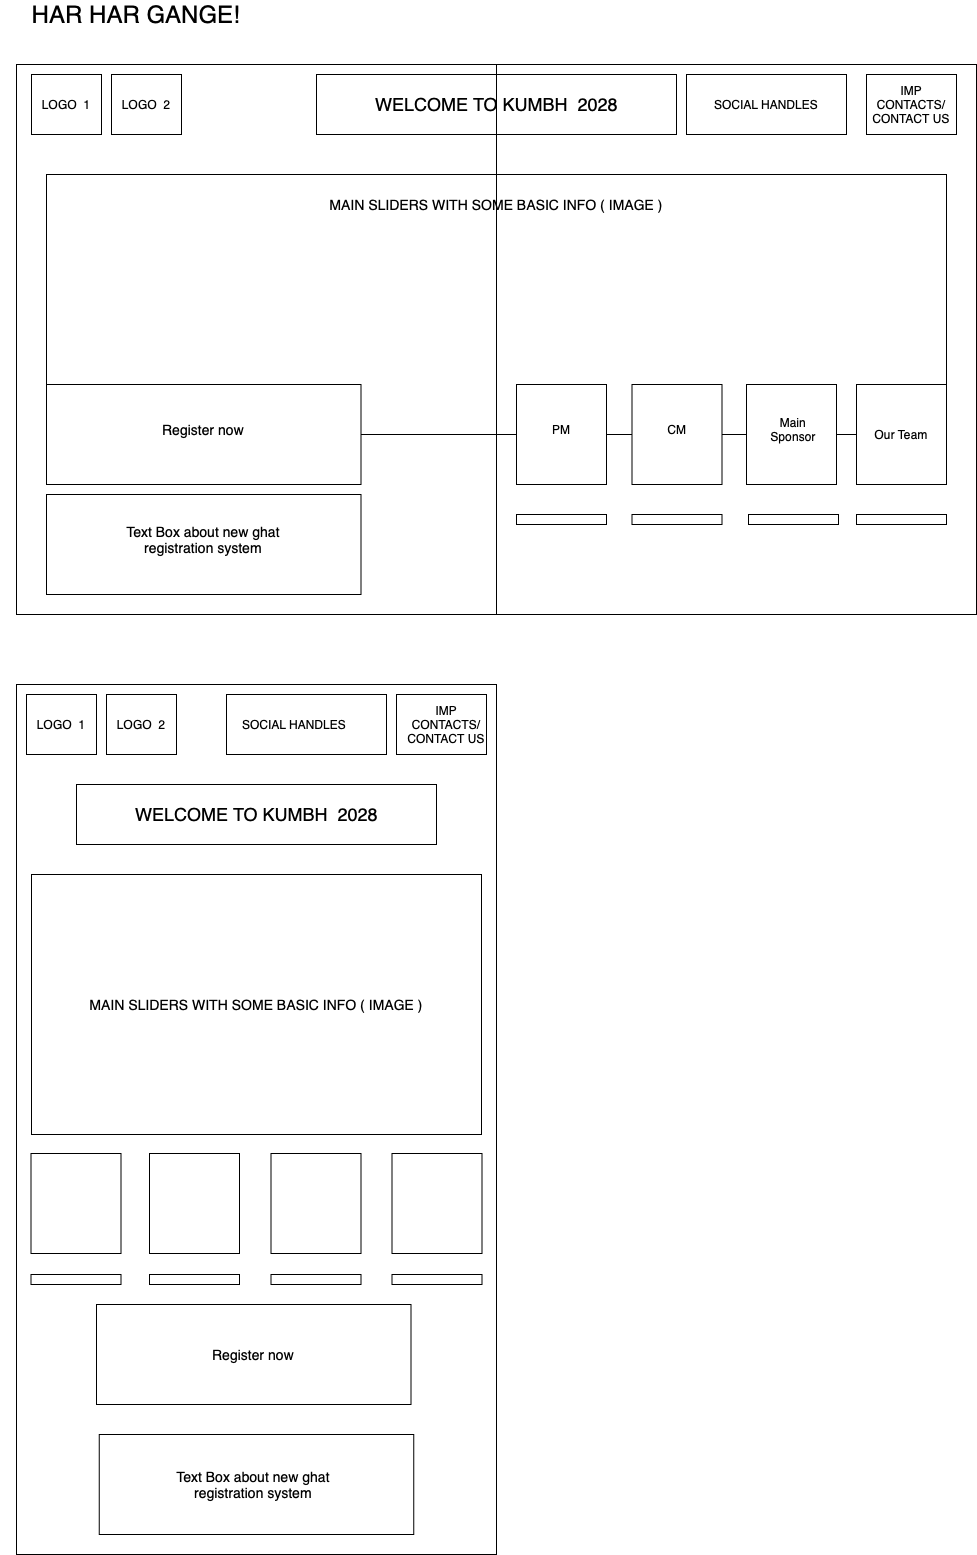 HAR HAR GANGE!
LOGO 1
LOGO 2
WELCOME TO KUMBH 2028
SOCIAL HANDLES
IMP
CONTACTS/
CONTACT US
MAIN SLIDERS WITH SOME BASIC INFO ( IMAGE )
Register now
PM
CM
Main
Sponsor
Our Team
Text Box about new ghat
registration system
LOGO 1
LOGO 2
SOCIAL HANDLES
IMP
CONTACTS/
CONTACT US
WELCOME TO KUMBH 2028
MAIN SLIDERS WITH SOME BASIC INFO ( IMAGE )
Register now
Text Box about new ghat
registration system